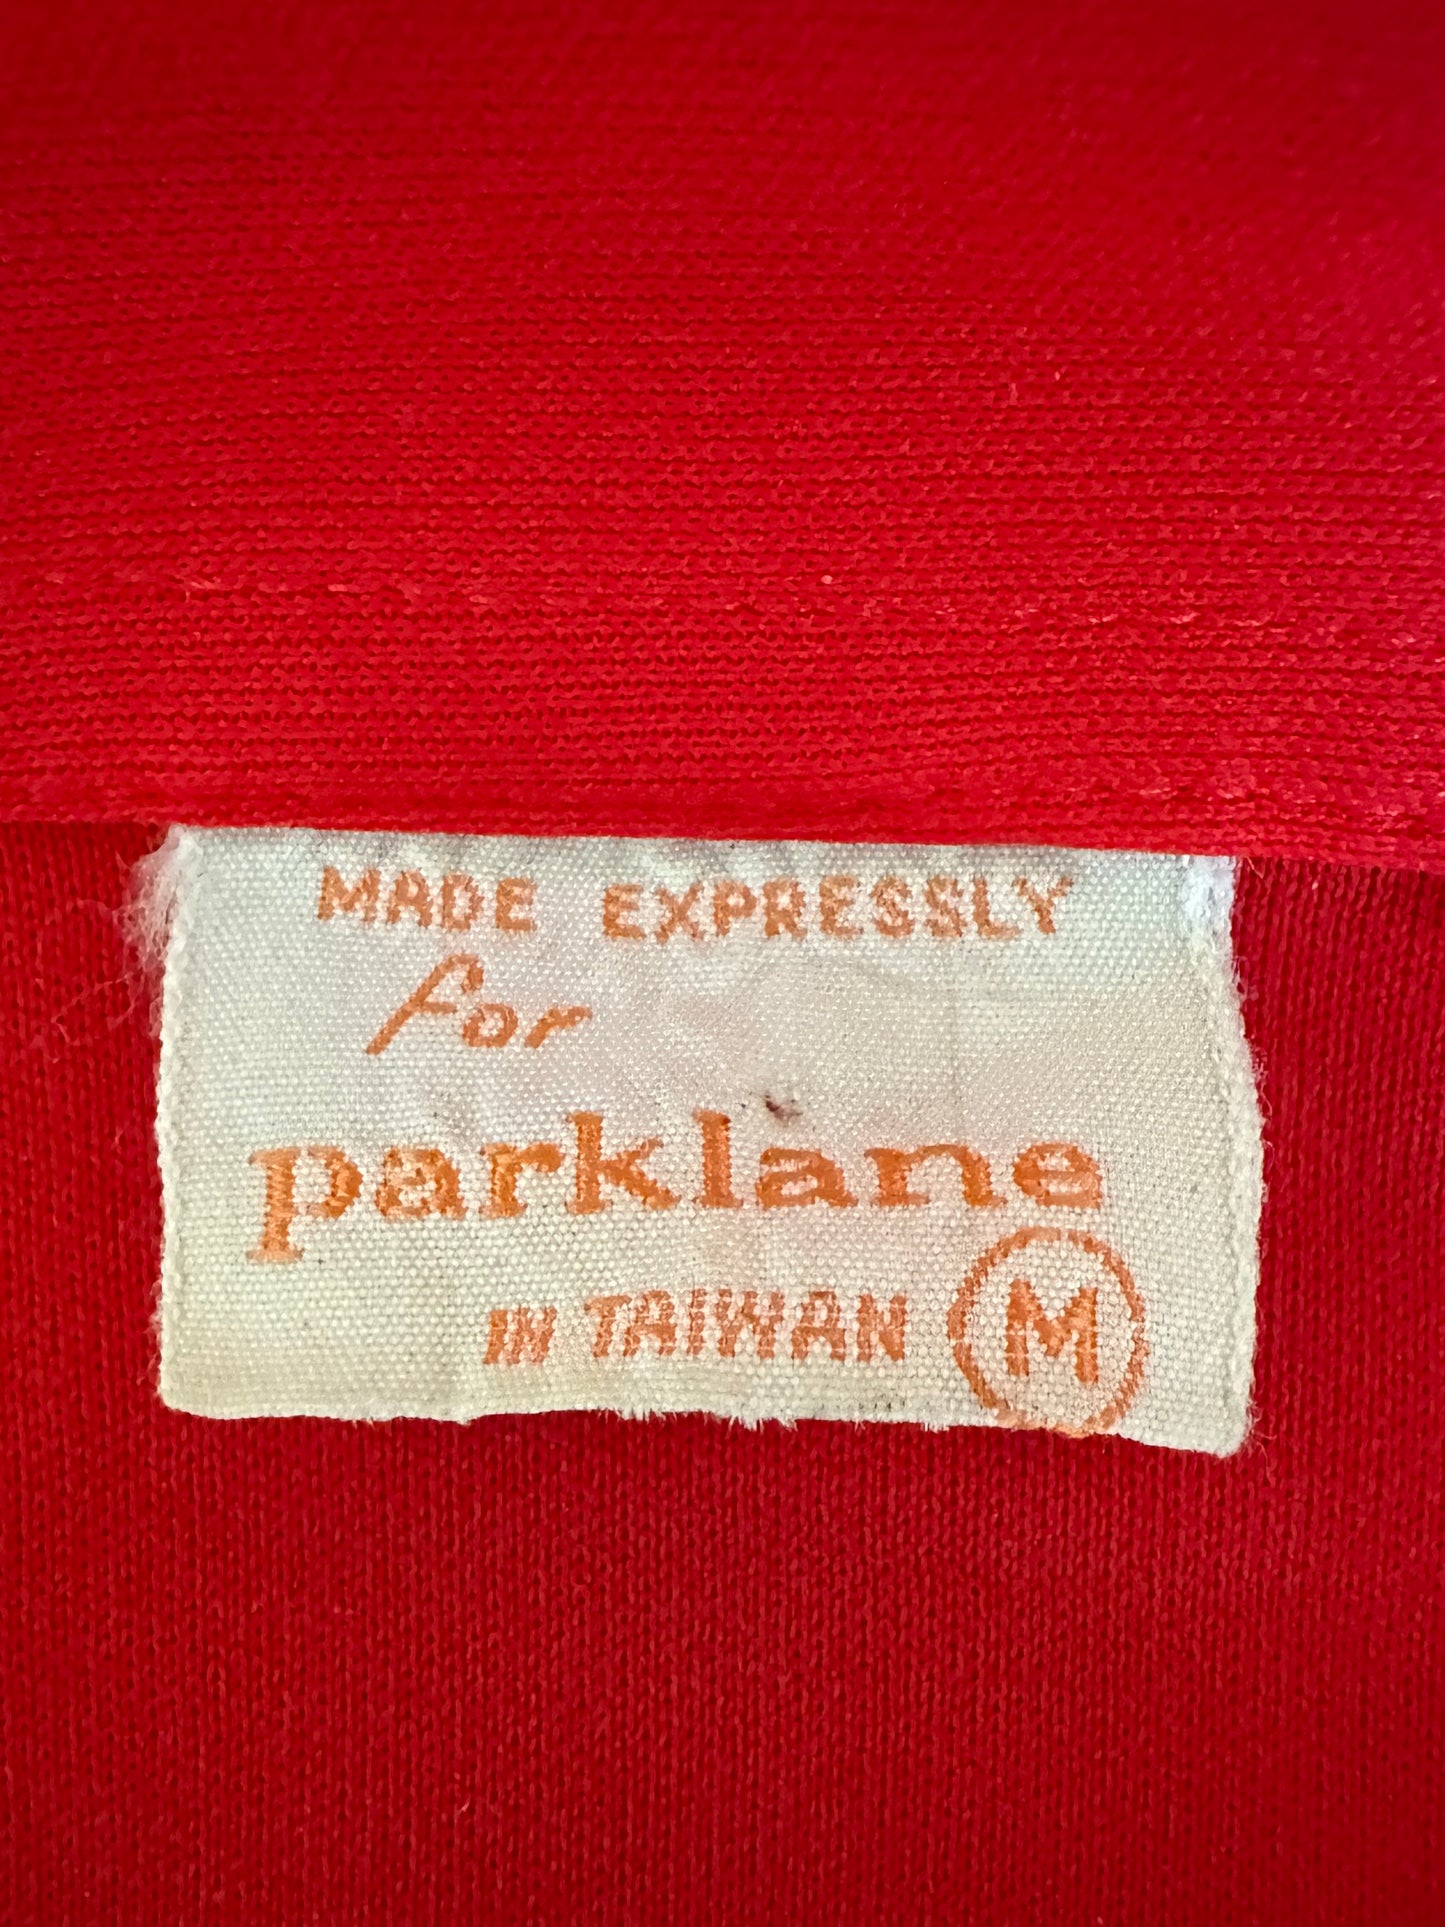 MADE EXPRESSLY
for
parklane
IN TAIWAN M